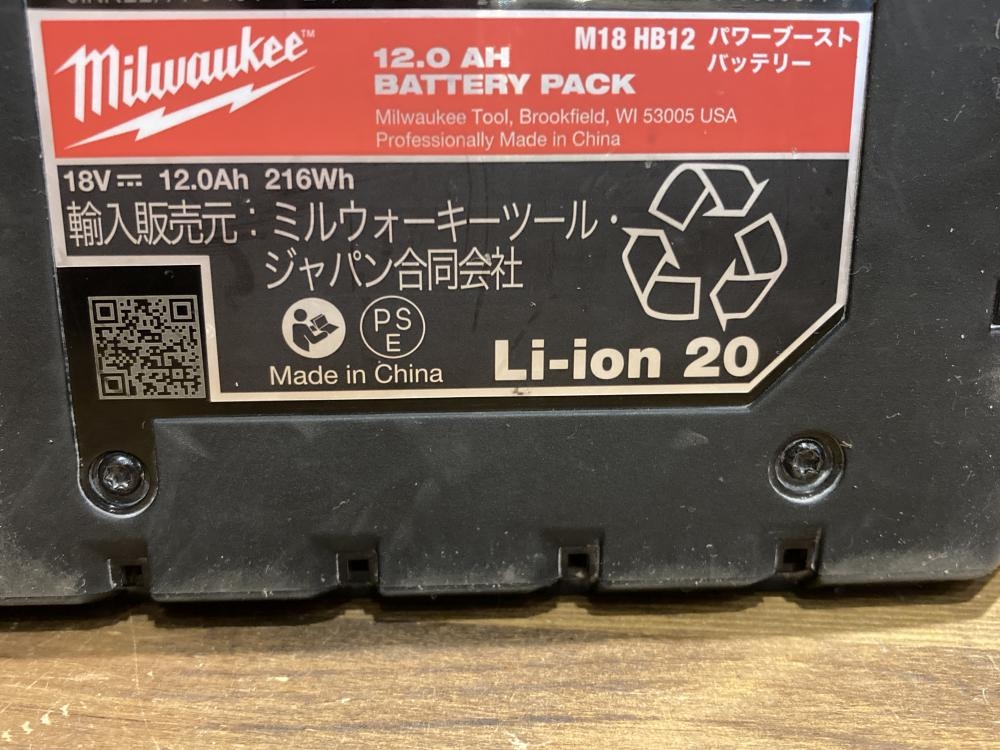 Milwaukee™
12.0 AH
BATTERY PACK
M18 HB12 パワーブースト
バッテリー
Milwaukee Tool, Brookfield, WI 53005 USA
Professionally Made in China
18V⎓ 12.0Ah 216Wh
輸入販売元：ミルウォーキーツール・
ジャパン合同会社
PS
E
Made in China
Li-ion 20